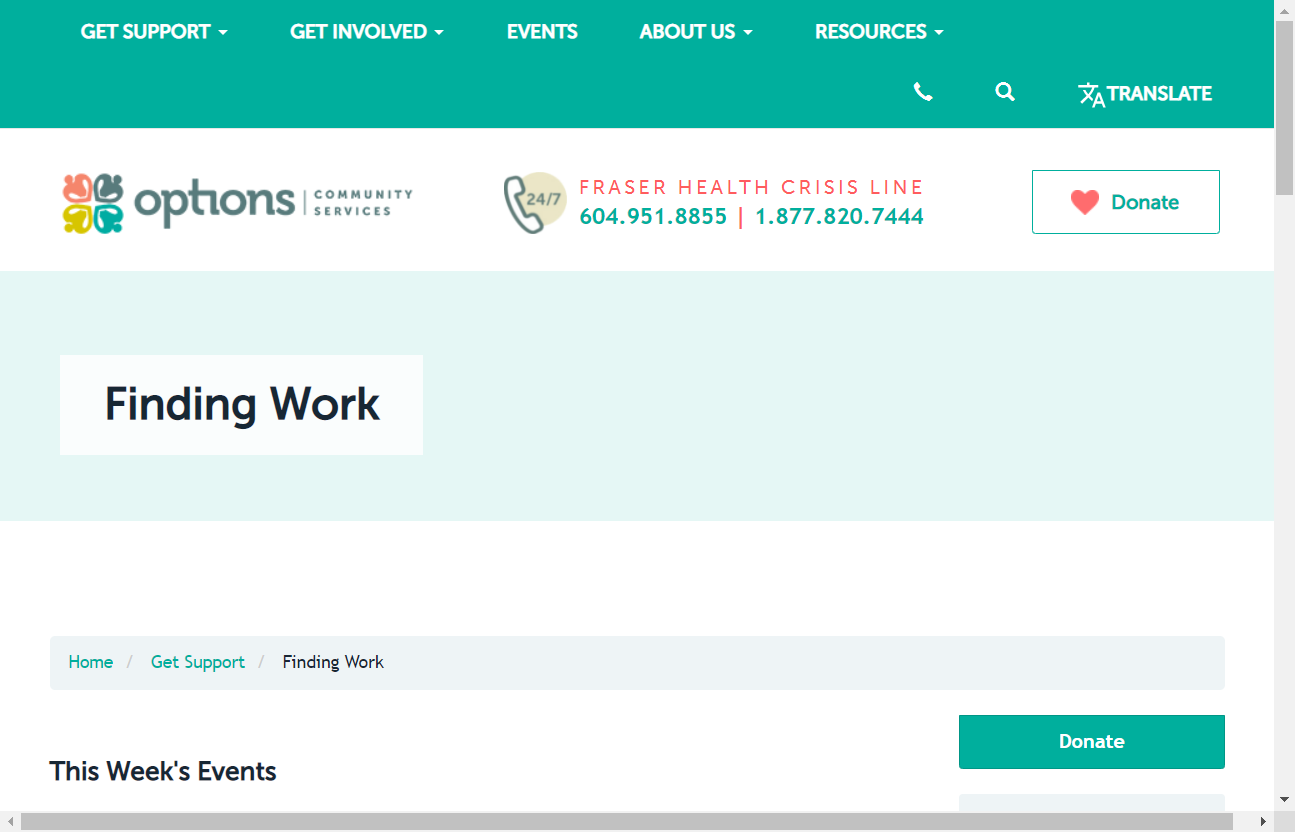 GET SUPPORT GET INVOLVED EVENTS ABOUT US RESOURCES
TRANSLATE
options COMMUNITY SERVICES
24/7
FRASER HEALTH CRISIS LINE
604.951.8855 | 1.877.820.7444
Donate
Finding Work
Home / Get Support / Finding Work
Donate
This Week's Events